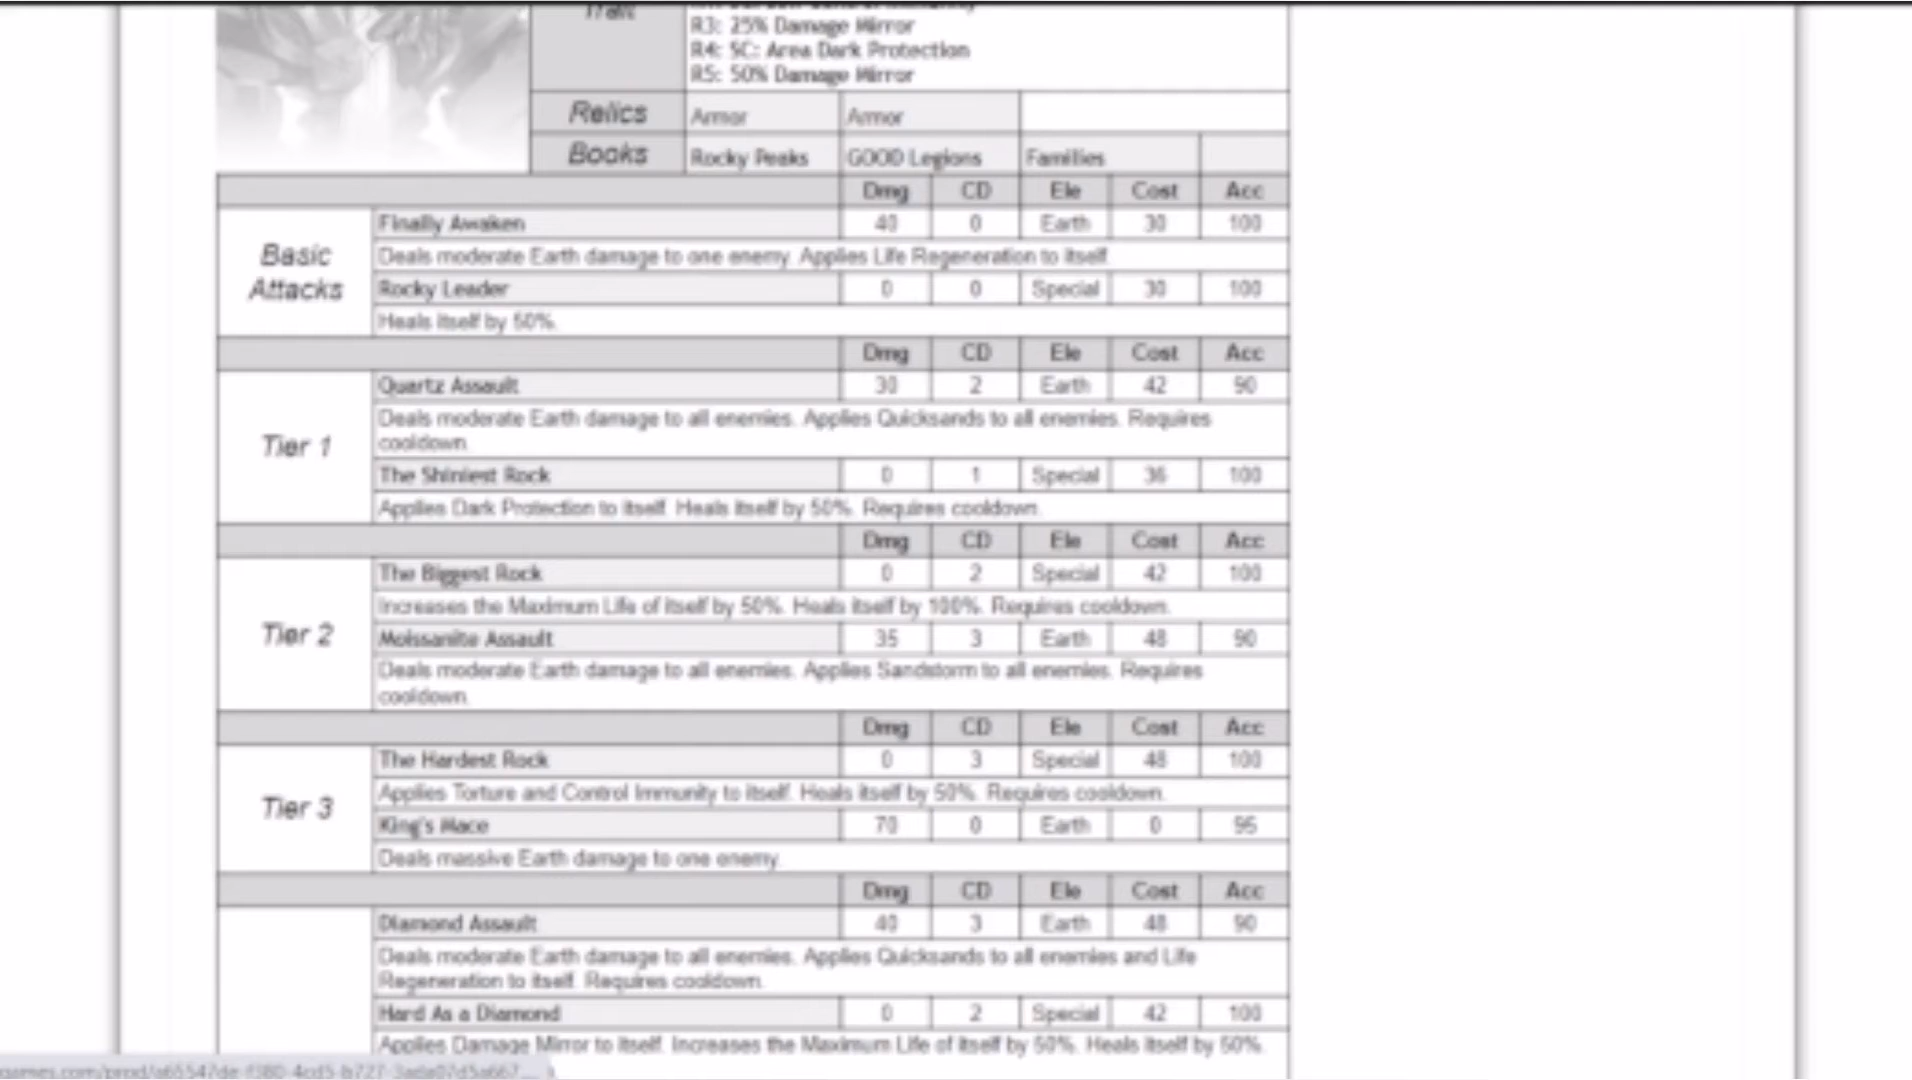 Trait
R3: 25% Damage Mirror
R4: SC: Area Dark Protection
R5: 50% Damage Mirror
Relics Armor Armor
Books Rocky Peaks GOOD Legions Families
Dmg CD Ele Cost Acc
Basic Attacks
Finally Awaken 40 0 Earth 30 100
Deals moderate Earth damage to one enemy. Applies Life Regeneration to itself.
Rocky Leader 0 0 Special 30 100
Heals itself by 50%.
Dmg CD Ele Cost Acc
Tier 1
Quartz Assault 30 2 Earth 42 90
Deals moderate Earth damage to all enemies. Applies Quicksands to all enemies. Requires
cooldown.
The Shiniest Rock 0 1 Special 36 100
Applies Dark Protection to itself. Heals itself by 50%. Requires cooldown.
Dmg CD Ele Cost Acc
Tier 2
The Biggest Rock 0 2 Special 42 100
Increases the Maximum Life of itself by 50%. Heals itself by 100%. Requires cooldown.
Moissanite Assault 35 3 Earth 48 90
Deals moderate Earth damage to all enemies. Applies Sandstorm to all enemies. Requires
cooldown.
Dmg CD Ele Cost Acc
Tier 3
The Hardest Rock 0 3 Special 48 100
Applies Torture and Control Immunity to itself. Heals itself by 50%. Requires cooldown.
King's Mace 70 0 Earth 0 95
Deals massive Earth damage to one enemy.
Dmg CD Ele Cost Acc
Diamond Assault 40 3 Earth 48 90
Deals moderate Earth damage to all enemies. Applies Quicksands to all enemies and Life
Regeneration to itself. Requires cooldown.
Hard As a Diamond 0 2 Special 42 100
Applies Damage Mirror to itself. Increases the Maximum Life of itself by 50%. Heals itself by 50%.